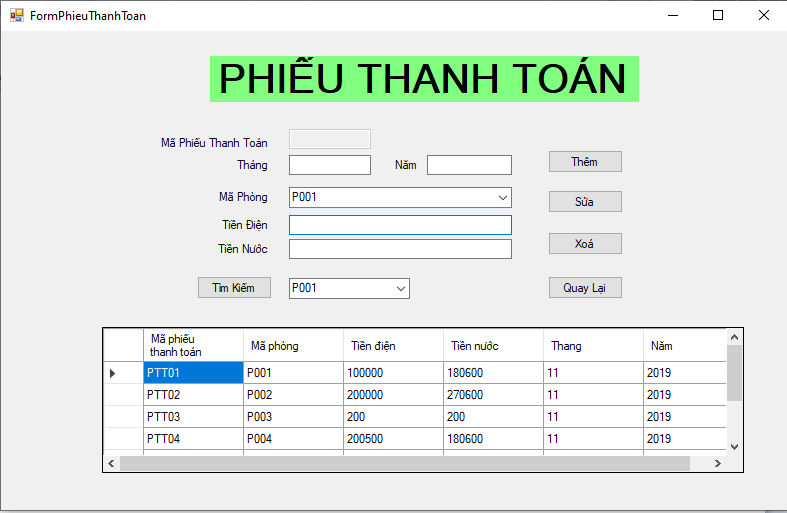 FormPhieuThanhToan
PHIẾU THANH TOÁN
Mã Phiếu Thanh Toán
Tháng Năm Thêm
Mã Phòng P001 Sửa
Tiền Điện
Tiền Nước Xoá
Tìm Kiếm P001 Quay Lại
Mã phiếu
thanh toán Mã phòng Tiền điện Tiền nước Thang Năm
PTT01 P001 100000 180600 11 2019
PTT02 P002 200000 270600 11 2019
PTT03 P003 200 200 11 2019
PTT04 P004 200500 180600 11 2019